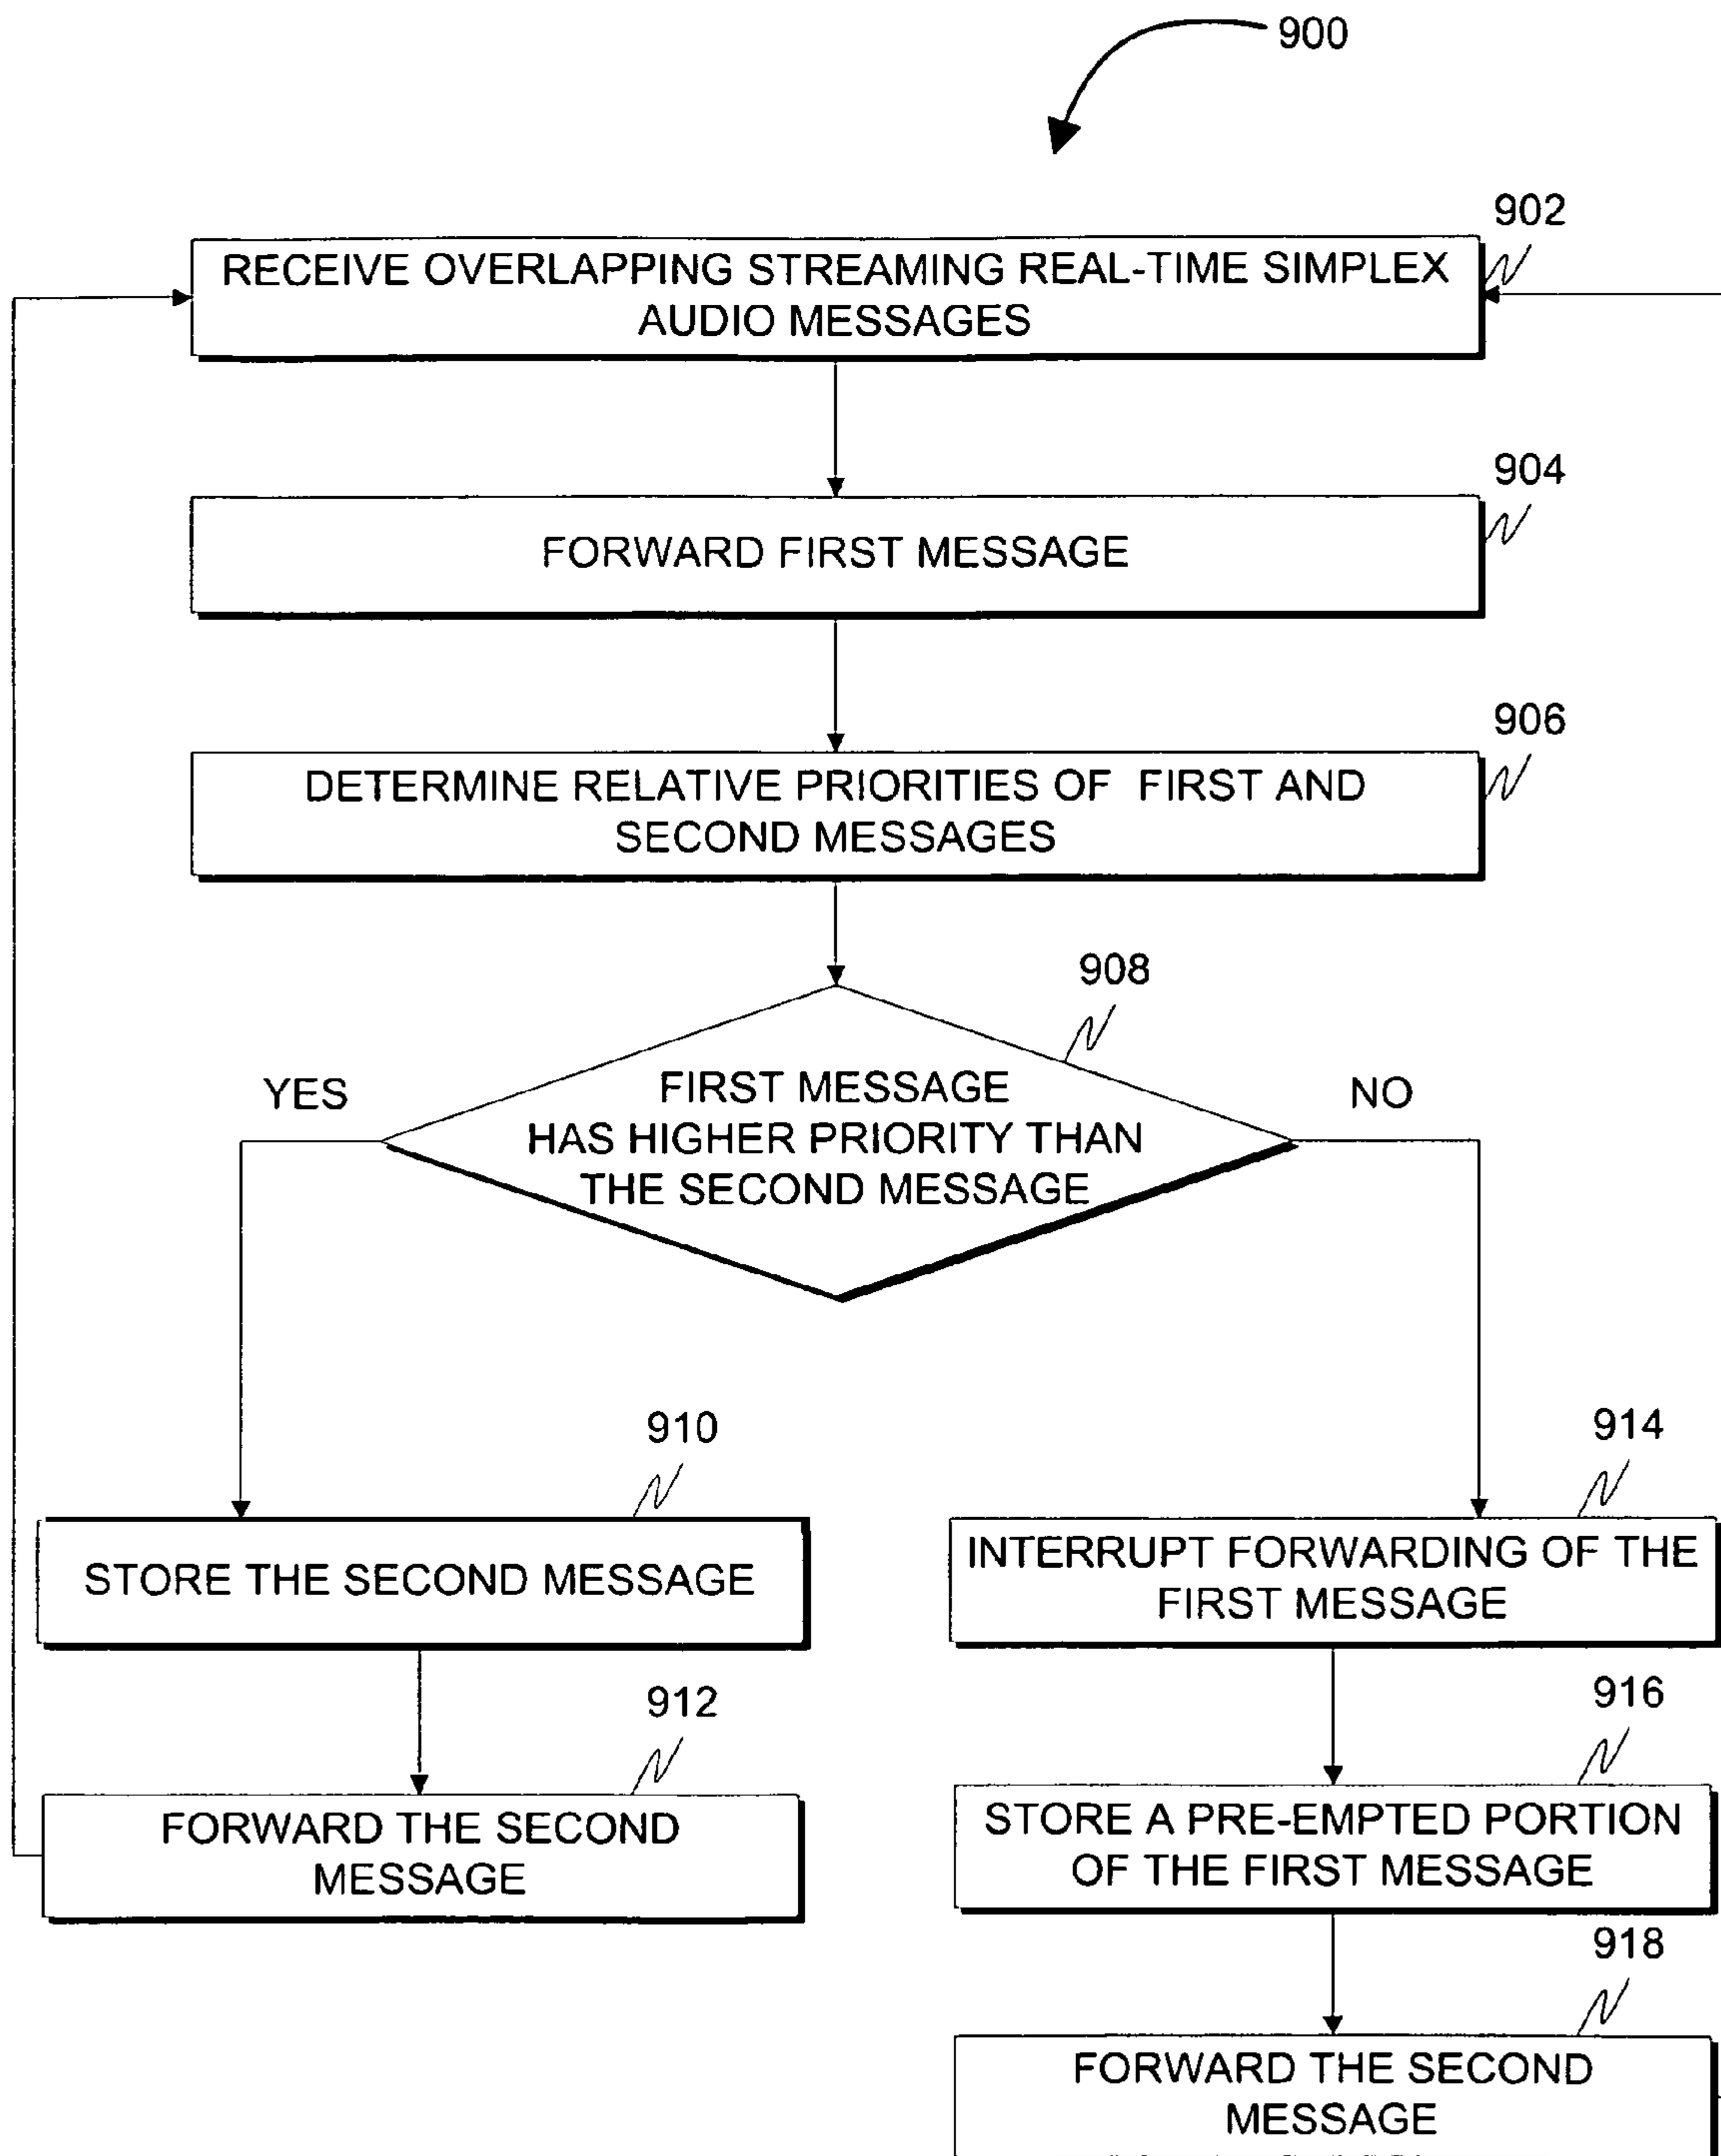 900
902
RECEIVE OVERLAPPING STREAMING REAL-TIME SIMPLEX
AUDIO MESSAGES
904
FORWARD FIRST MESSAGE
906
DETERMINE RELATIVE PRIORITIES OF FIRST AND
SECOND MESSAGES
908
YES
NO
FIRST MESSAGE
HAS HIGHER PRIORITY THAN
THE SECOND MESSAGE
910
STORE THE SECOND MESSAGE
912
FORWARD THE SECOND
MESSAGE
914
INTERRUPT FORWARDING OF THE
FIRST MESSAGE
916
STORE A PRE-EMPTED PORTION
OF THE FIRST MESSAGE
918
FORWARD THE SECOND
MESSAGE